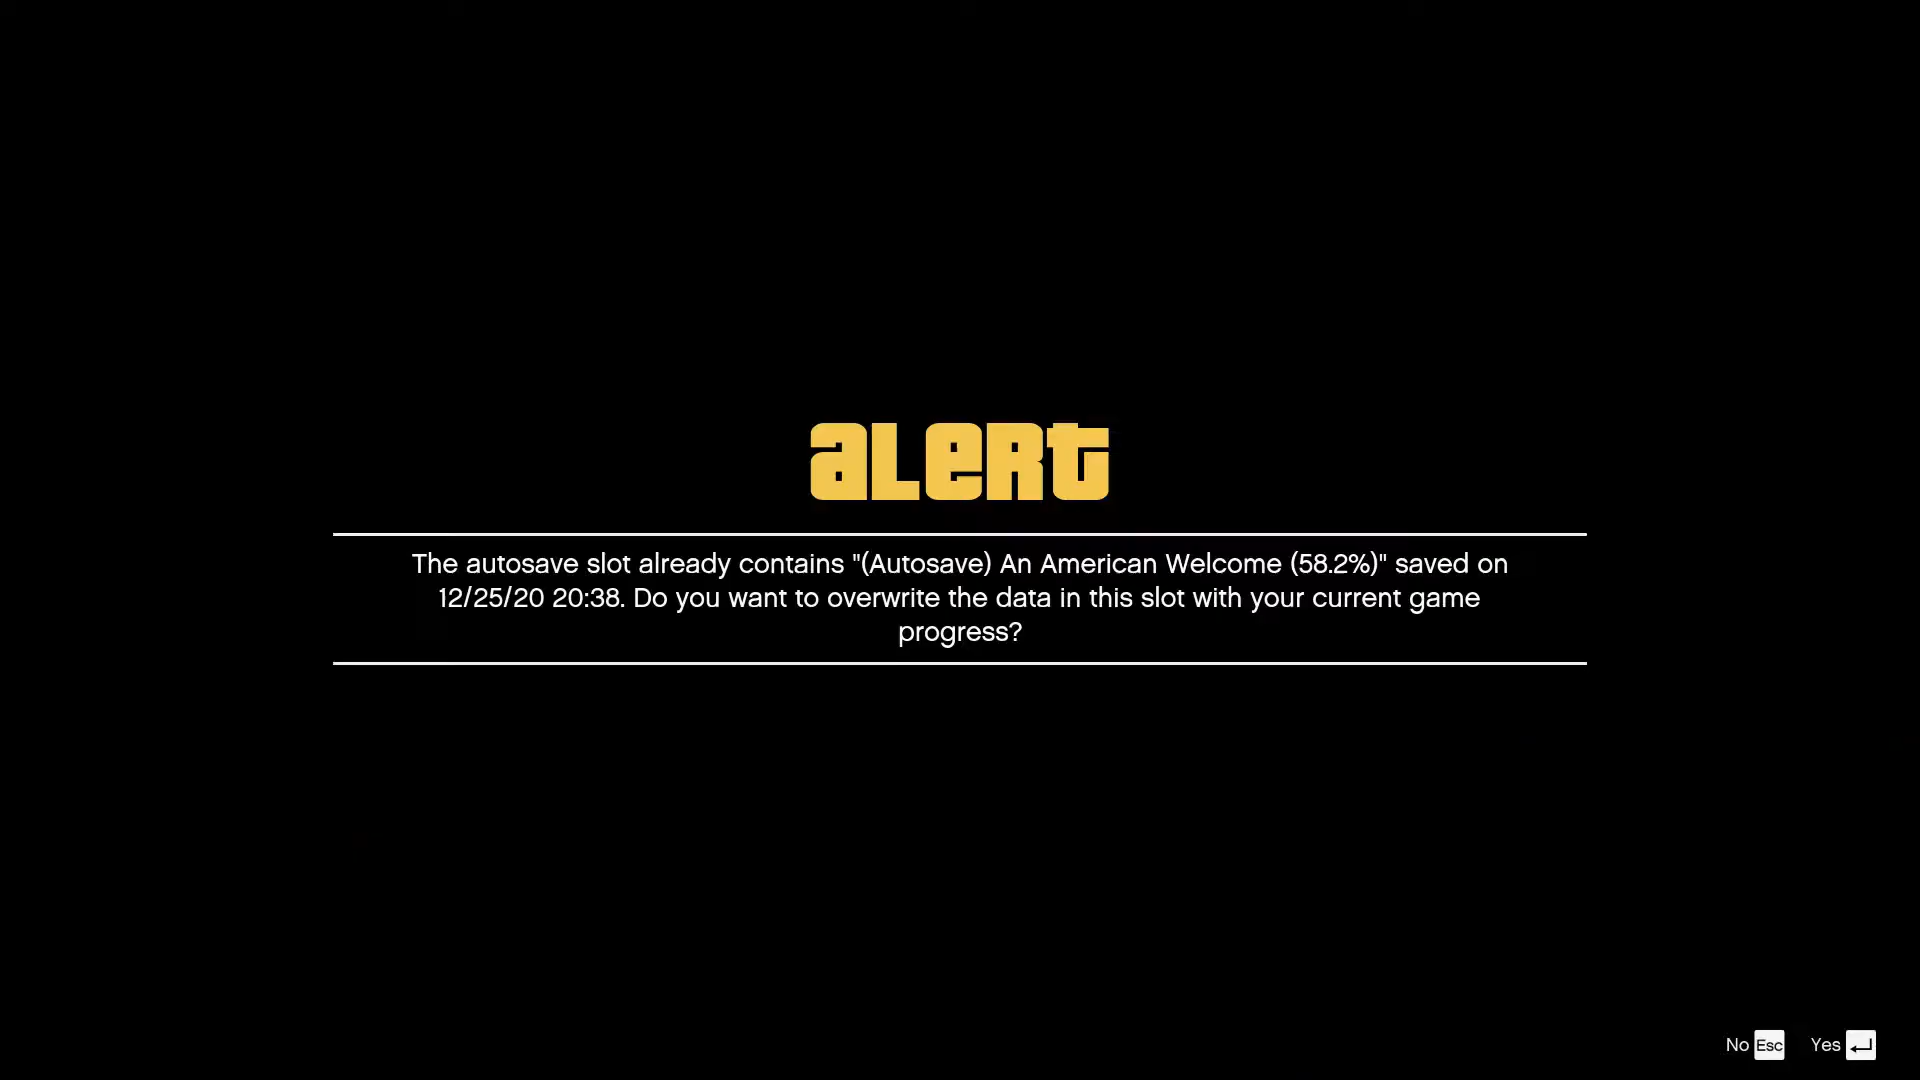 aLeRt
The autosave slot already contains "(Autosave) An American Welcome (58.2%)" saved on
12/25/20 20:38. Do you want to overwrite the data in this slot with your current game
progress?
No Esc Yes